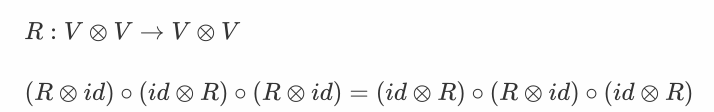 R : V ⊗ V → V ⊗ V
(R ⊗ id) ∘ (id ⊗ R) ∘ (R ⊗ id) = (id ⊗ R) ∘ (R ⊗ id) ∘ (id ⊗ R)